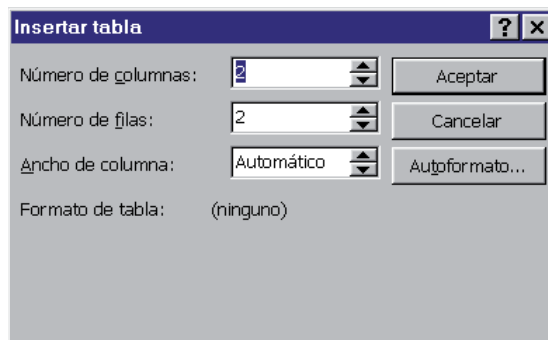 Insertar tabla
Número de columnas: 2 Aceptar
Número de filas: 2 Cancelar
Ancho de columna: Automático Autoformato...
Formato de tabla: (ninguno)